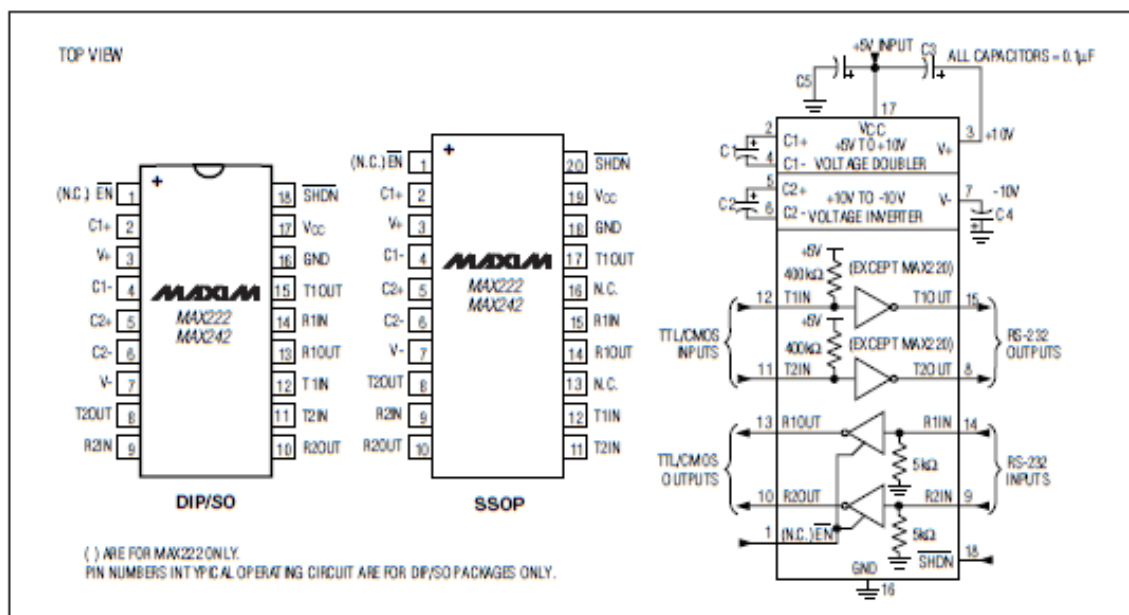 TOP VIEW
+
(N.C.) EN 1
C1+ 2
V+ 3
C1- 4
C2+ 5
C2- 6
V- 7
T2OUT 8
R2IN 9
18 SHDN
17 VCC
16 GND
15 T1OUT
14 R1IN
13 R1OUT
12 T1IN
11 T2IN
10 R2OUT
MAXIM
MAX222
MAX242
DIP/SO
+
(N.C.) EN 1
C1+ 2
V+ 3
C1- 4
C2+ 5
C2- 6
V- 7
T2OUT 8
R2IN 9
R2OUT 10
20 SHDN
19 VCC
18 GND
17 T1OUT
16 N.C.
15 R1IN
14 R1OUT
13 N.C.
12 T1IN
11 T2IN
MAXIM
MAX222
MAX242
SSOP
( ) ARE FOR MAX222 ONLY.
PIN NUMBERS IN TYPICAL OPERATING CIRCUIT ARE FOR DIP/SO PACKAGES ONLY.
+5V INPUT
C3
ALL CAPACITORS = 0.1µF
C5
17
VCC
2 C1+ +5V TO +10V V+ 3 +10V
C1
4 C1- VOLTAGE DOUBLER
5 C2+ +10V TO -10V V- 7 -10V
C2
6 C2- VOLTAGE INVERTER
C4
+5V
400kΩ (EXCEPT MAX220)
12 T1IN T1OUT 15
+5V
400kΩ (EXCEPT MAX220)
11 T2IN T2OUT 8
TTL/CMOS
INPUTS
RS-232
OUTPUTS
13 R1OUT R1IN 14
5kΩ
TTL/CMOS
OUTPUTS
RS-232
INPUTS
10 R2OUT R2IN 9
5kΩ
1 (N.C.) EN
SHDN 18
GND
16